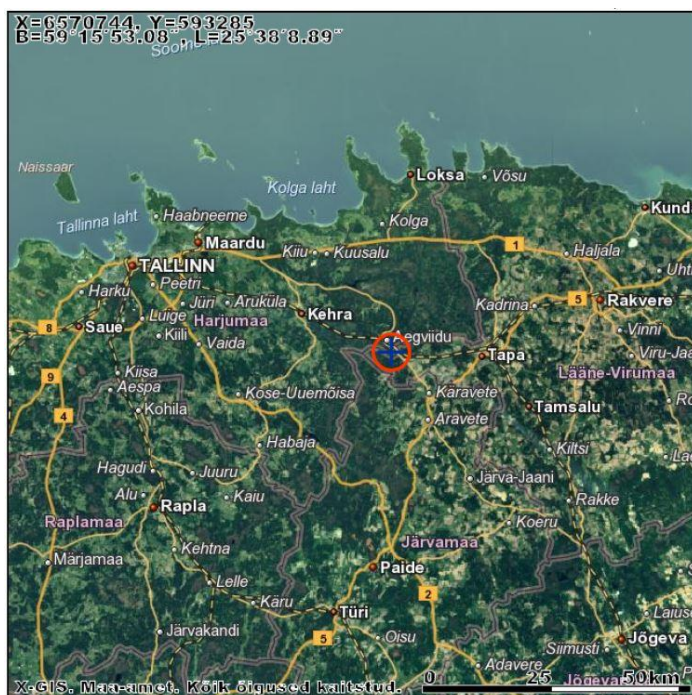 X=6570744, Y=593285
B=59°15'53.08", L=25°38'8.89"
Naissaar
Loksa
Võsu
Kolga laht
Kunda
Haabneeme
Kolga
Tallinna laht
Maardu
Kiiu
Kuusalu
1
Haljala
TALLINN
Peetri
Harku
Jüri
Aruküla
Kadrina
5
Rakvere
Kehra
8
Saue
Luige
Harjumaa
Kiili
Vaida
Aegviidu
Vinni
Tapa
Viru-Jaa
9
Kiisa
Aespa
Lääne-Virumaa
4
Kose-Uuemõisa
Käravete
Tamsalu
Kohila
Aravete
Habaja
Kiltsi
Hagudi
Juuru
Järva-Jaani
Alu
Kaiu
Rakke
Rapla
Raplamaa
Koeru
Järvamaa
Kehtna
Märjamaa
Paide
Lelle
2
Käru
Türi
Järvakandi
5
Oisu
Jõgeva
Siimusti
Adavere
X-GIS. Maa-amet. Kõik õigused kaitstud.
0 25 50km